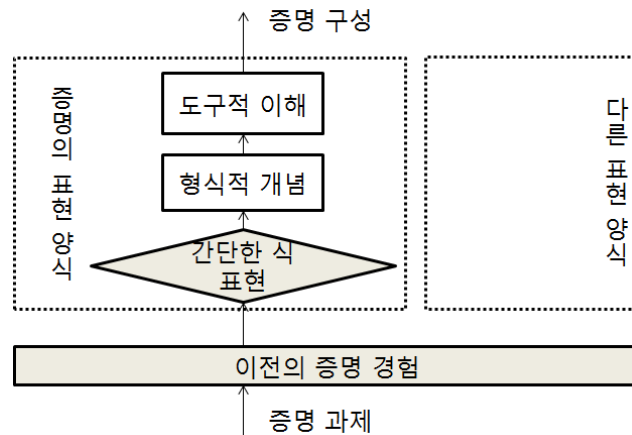 증명 구성
증명의 표현 양식
도구적 이해
형식적 개념
간단한 식
표현
다른 표현 양식
이전의 증명 경험
증명 과제